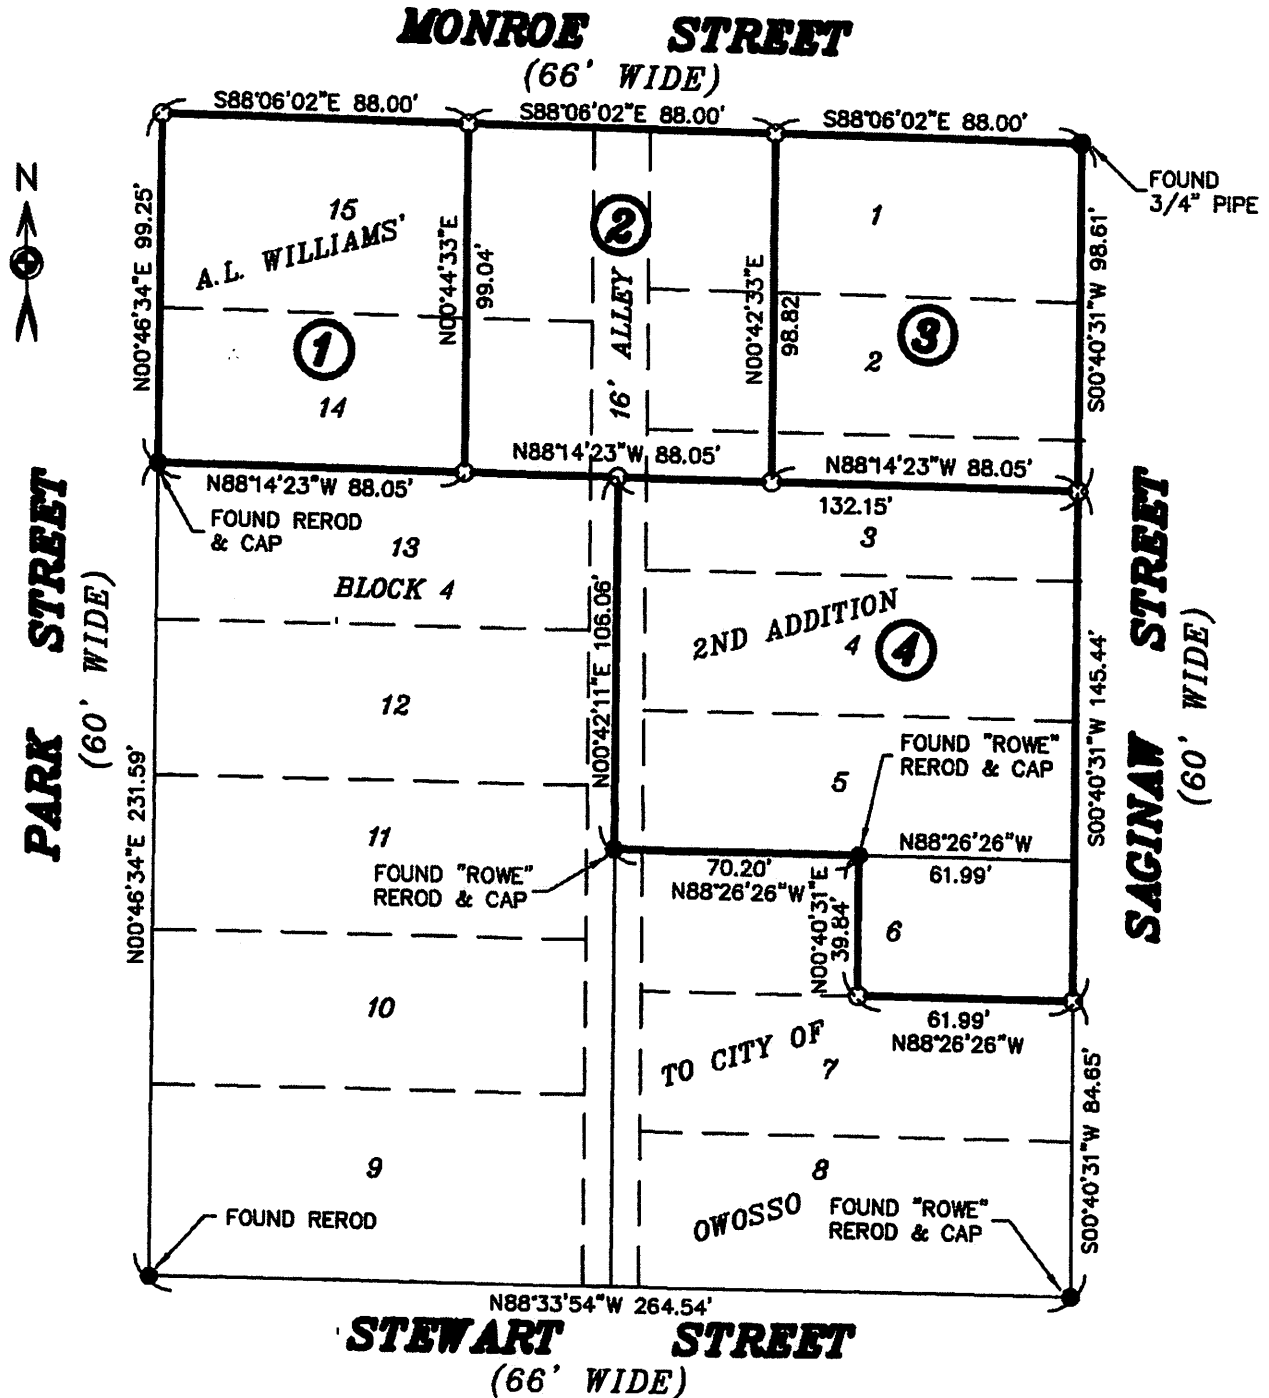 MONROE STREET
(66' WIDE)
S88°06'02"E 88.00'
S88°06'02"E 88.00'
S88°06'02"E 88.00'
FOUND
3/4" PIPE
N
N00°46'34"E 99.25'
15
A.L. WILLIAMS'
N00°44'33"E
99.04'
2
16' ALLEY
1
N00°42'33"E
98.82
S00°40'31"W 98.61'
1
14
2
3
N88°14'23"W 88.05'
N88°14'23"W 88.05'
N88°14'23"W 88.05'
132.15'
FOUND REROD
& CAP
13
BLOCK 4
3
PARK STREET
(60' WIDE)
N00°42'11"E 106.06'
2ND ADDITION
4
4
SAGINAW STREET
(60' WIDE)
12
S00°40'31"W 145.44'
N00°46'34"E 231.59'
FOUND "ROWE"
REROD & CAP
5
11
FOUND "ROWE"
REROD & CAP
70.20'
N88°26'26"W
N88°26'26"W
61.99'
N00°40'31"E
39.84'
6
10
61.99'
N88°26'26"W
TO CITY OF
7
S00°40'31"W 84.65'
9
8
FOUND REROD
OWOSSO
FOUND "ROWE"
REROD & CAP
N88°33'54"W 264.54'
STEWART STREET
(66' WIDE)